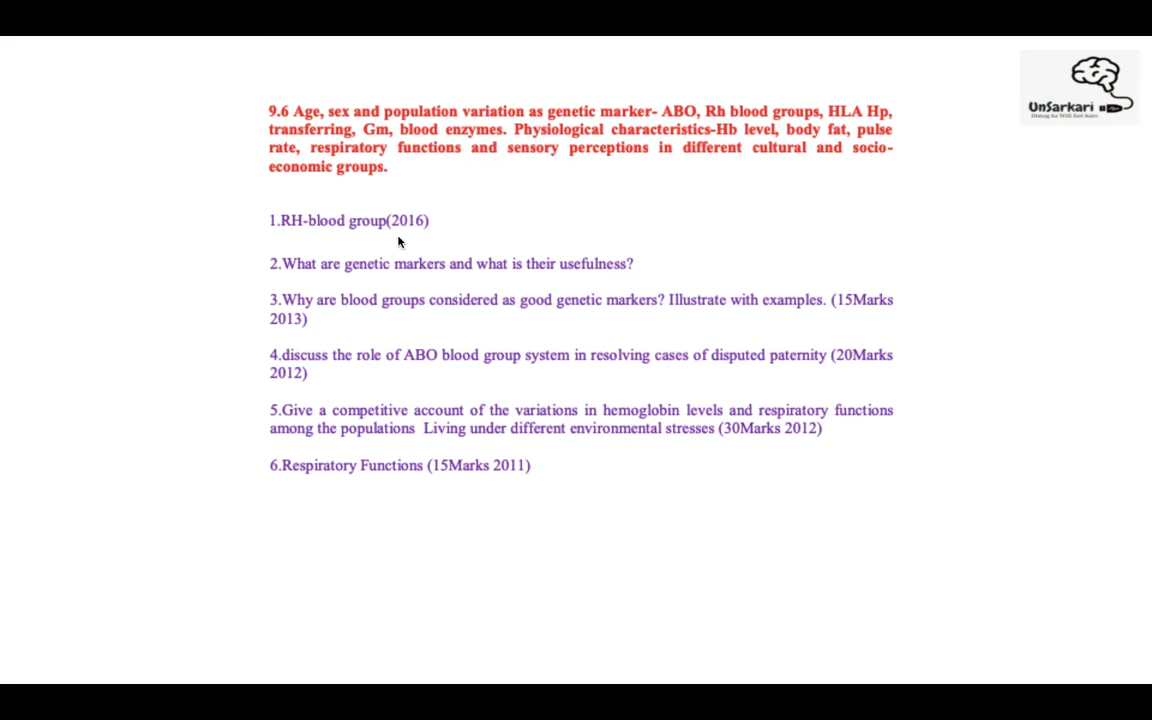 UnSarkari
Dimag ka Wifi fast karo
9.6 Age, sex and population variation as genetic marker- ABO, Rh blood groups, HLA Hp,
transferring, Gm, blood enzymes. Physiological characteristics-Hb level, body fat, pulse
rate, respiratory functions and sensory perceptions in different cultural and socio-
economic groups.
1.RH-blood group(2016)
2.What are genetic markers and what is their usefulness?
3.Why are blood groups considered as good genetic markers? Illustrate with examples. (15Marks
2013)
4.discuss the role of ABO blood group system in resolving cases of disputed paternity (20Marks
2012)
5.Give a competitive account of the variations in hemoglobin levels and respiratory functions
among the populations Living under different environmental stresses (30Marks 2012)
6.Respiratory Functions (15Marks 2011)